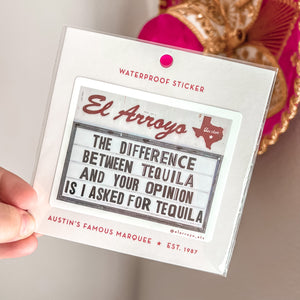 WATERPROOF STICKER
El Arroyo
THE DIFFERENCE
BETWEEN TEQUILA
AND YOUR OPINION
IS I ASKED FOR TEQUILA
@elarroyo_atx
AUSTIN'S FAMOUS MARQUEE ★ EST. 1987